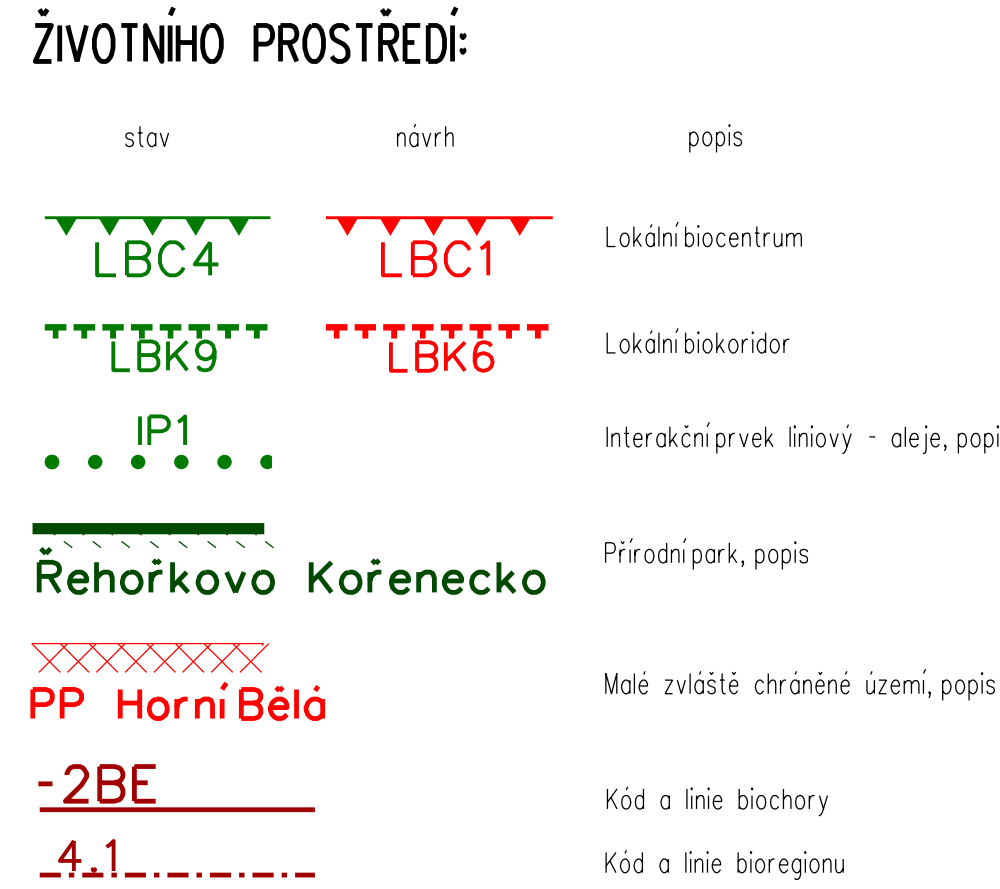 ŽIVOTNÍHO PROSTŘEDÍ:
stav návrh popis
LBC4 LBC1 Lokální biocentrum
LBK9 LBK6 Lokální biokoridor
IP1 Interakční prvek liniový - aleje, popi
Řehořkovo Kořenecko Přírodní park, popis
PP Horní Bělá Malé zvláště chráněné území, popis
-2BE Kód a linie biochory
4.1 Kód a linie bioregionu